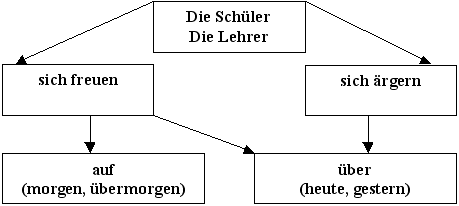 Die Schüler
Die Lehrer
sich freuen
sich ärgern
auf
(morgen, übermorgen)
über
(heute, gestern)